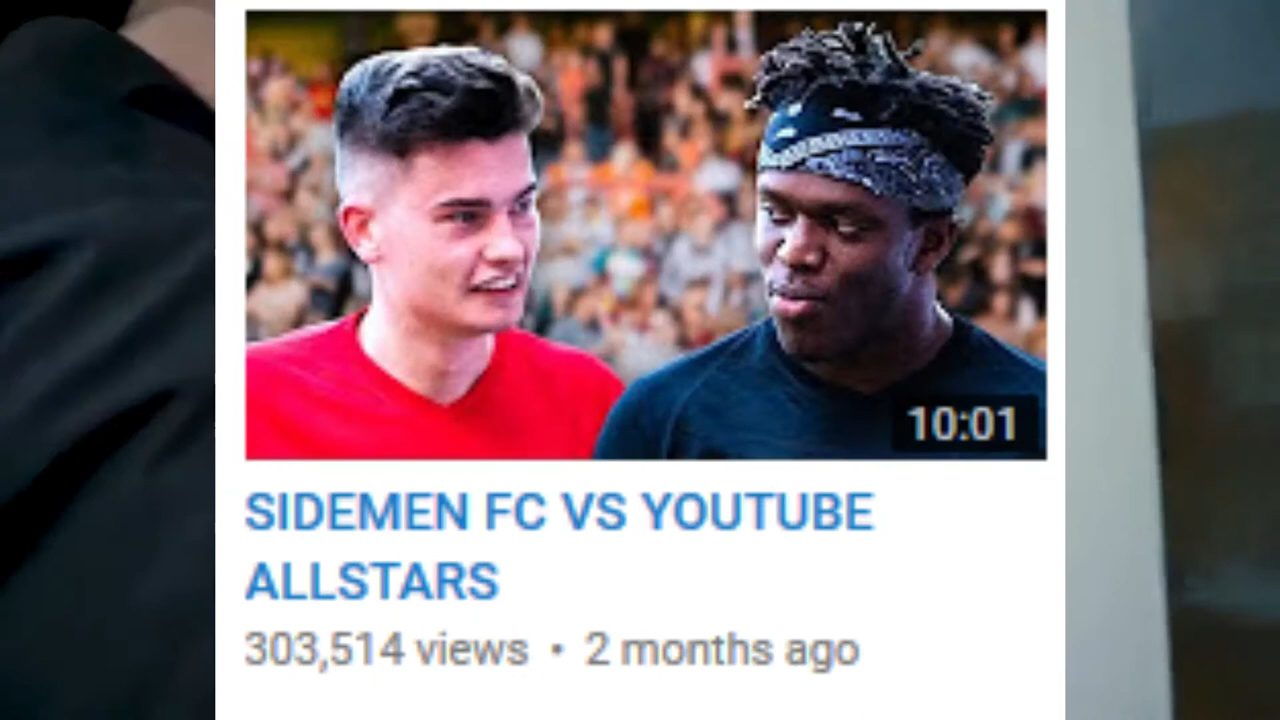 10:01
SIDEMEN FC VS YOUTUBE
ALLSTARS
303,514 views • 2 months ago